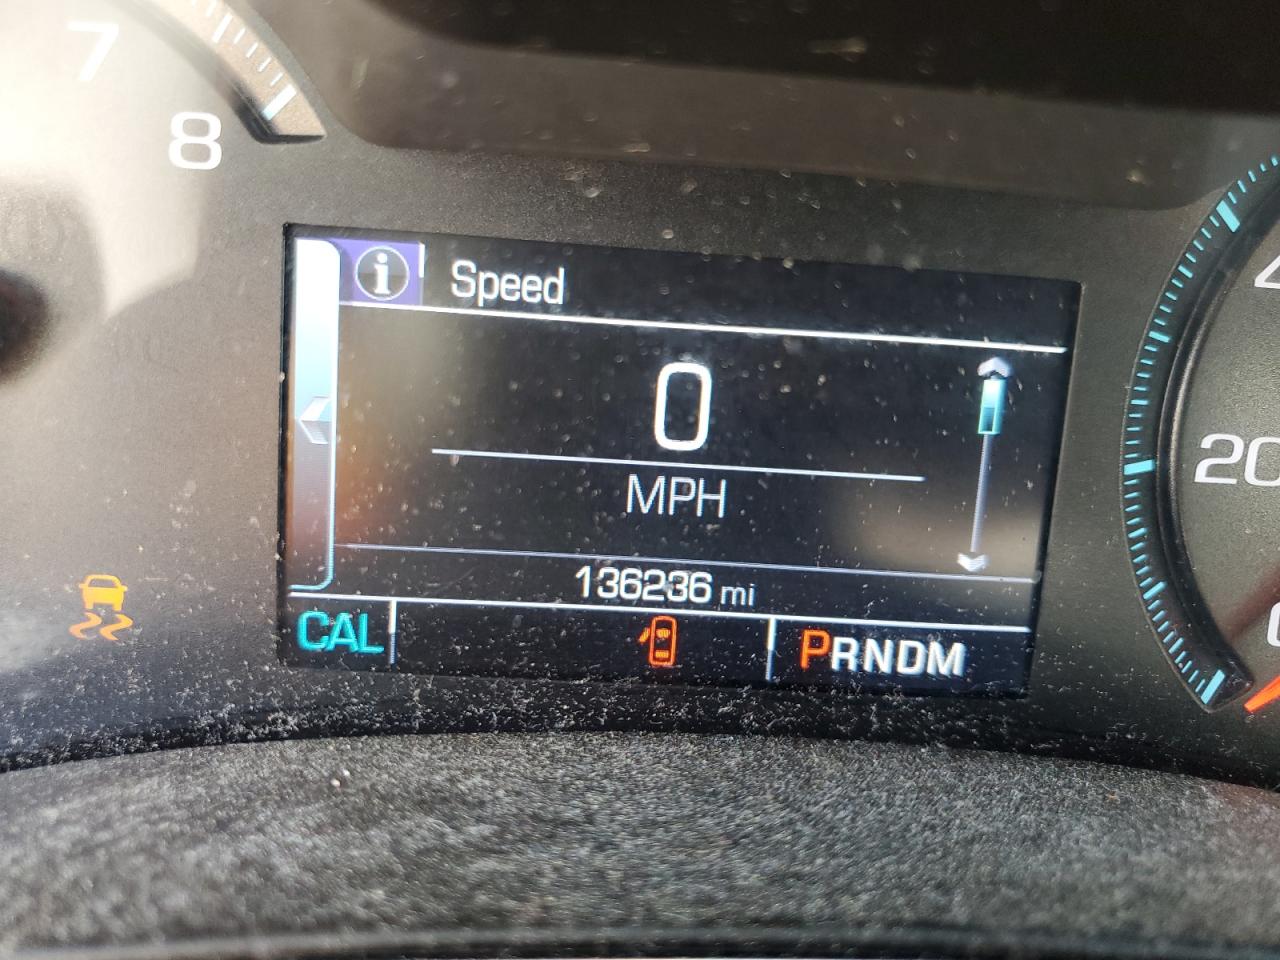 7
8
i Speed
0
MPH
136236 mi
CAL
PRNDM
20